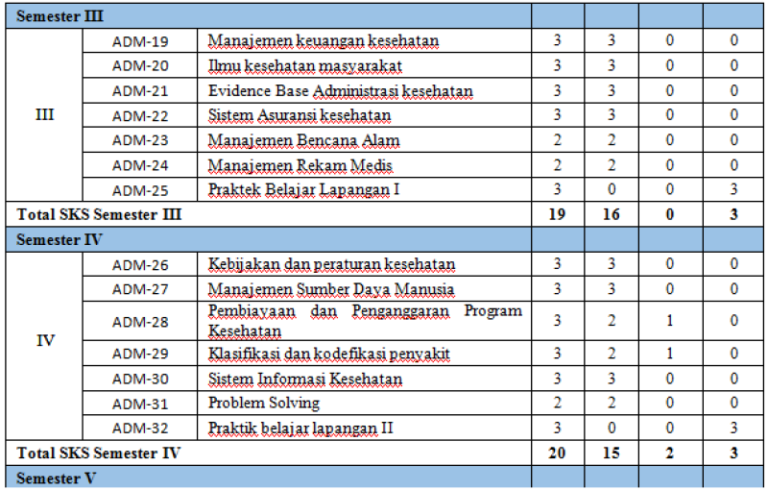 Semester III
ADM-19 Manajemen keuangan kesehatan 3 3 0 0
ADM-20 Ilmu kesehatan masyarakat 3 3 0 0
ADM-21 Evidence Base Administrasi kesehatan 3 3 0 0
III ADM-22 Sistem Asuransi kesehatan 3 3 0 0
ADM-23 Manajemen Bencana Alam 2 2 0 0
ADM-24 Manajemen Rekam Medis 2 2 0 0
ADM-25 Praktek Belajar Lapangan I 3 0 0 3
Total SKS Semester III 19 16 0 3
Semester IV
ADM-26 Kebijakan dan peraturan kesehatan 3 3 0 0
ADM-27 Manajemen Sumber Daya Manusia 3 3 0 0
ADM-28 Pembiayaan dan Penganggaran Program
Kesehatan 3 2 1 0
IV ADM-29 Klasifikasi dan kodefikasi penyakit 3 2 1 0
ADM-30 Sistem Informasi Kesehatan 3 3 0 0
ADM-31 Problem Solving 2 2 0 0
ADM-32 Praktik belajar lapangan II 3 0 0 3
Total SKS Semester IV 20 15 2 3
Semester V